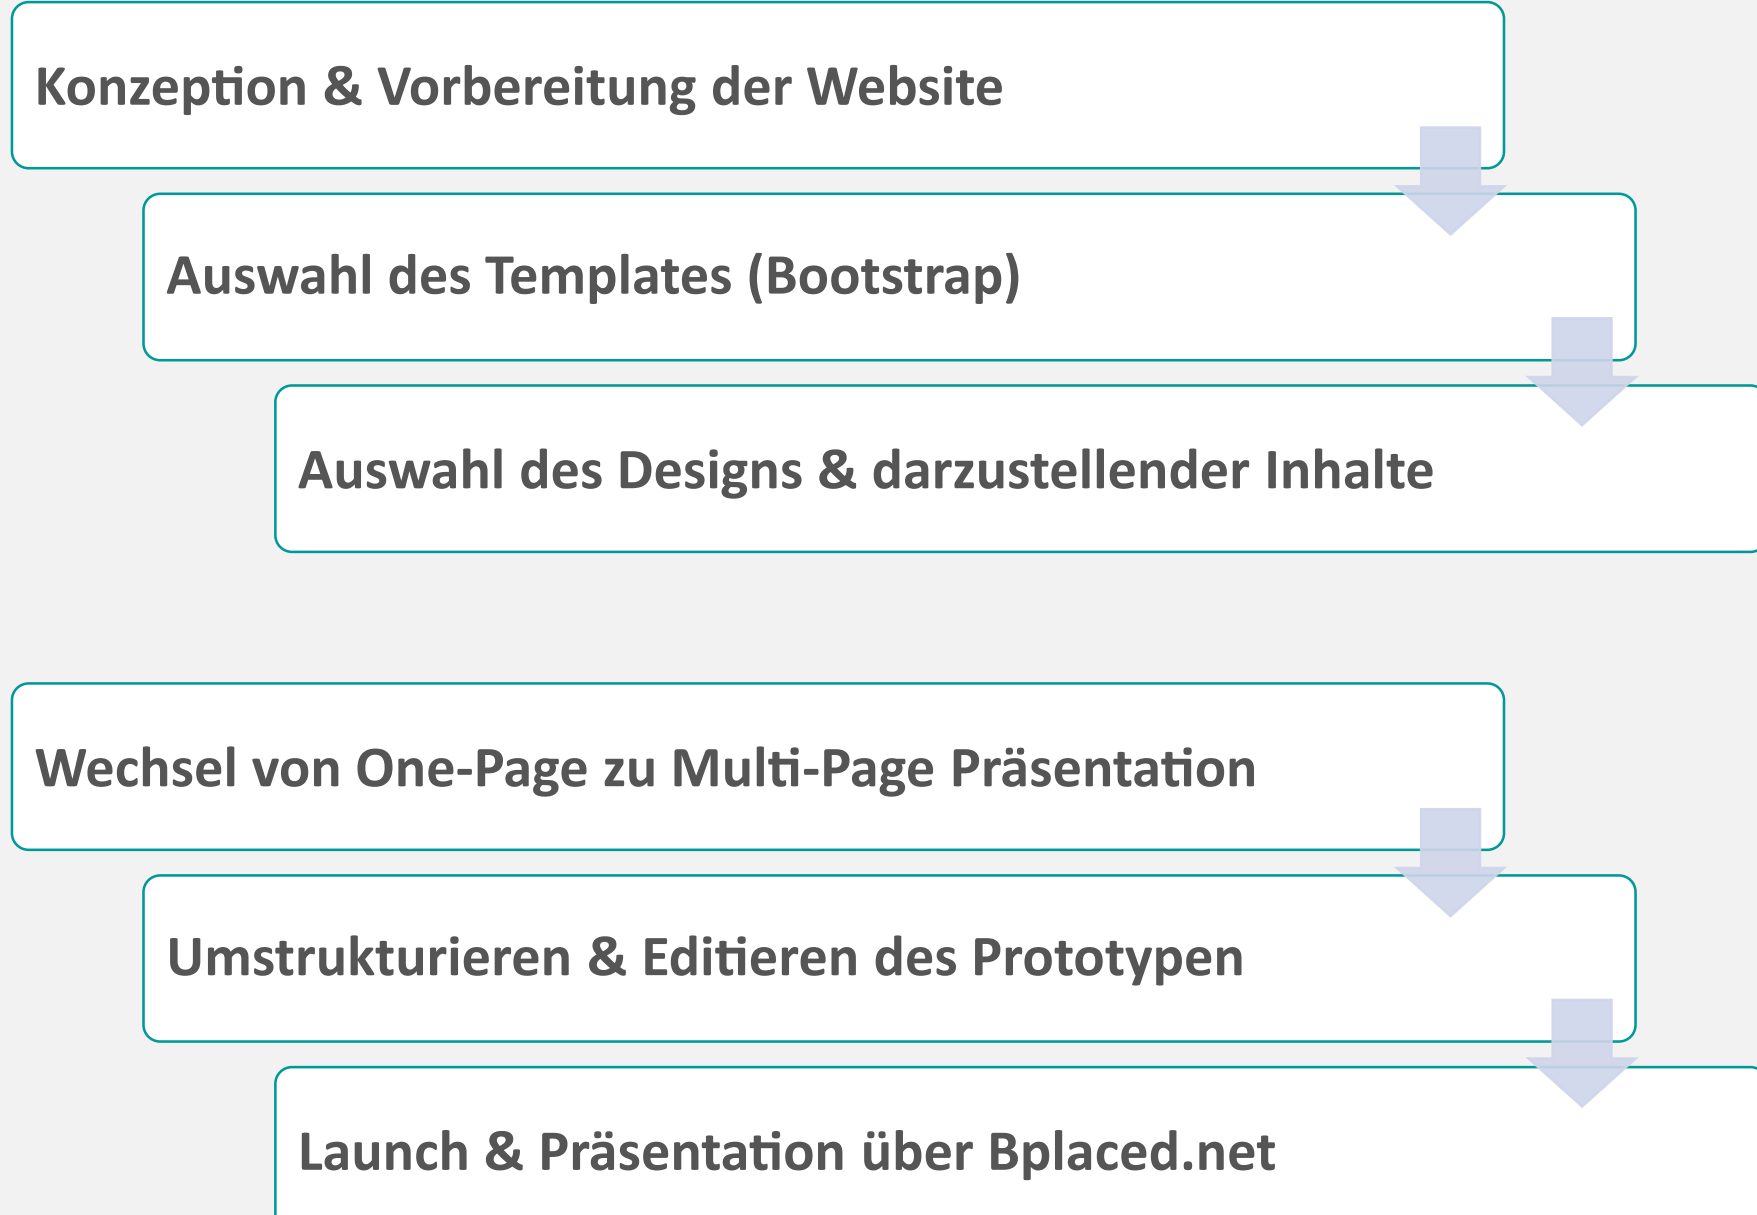 Konzeption & Vorbereitung der Website
Auswahl des Templates (Bootstrap)
Auswahl des Designs & darzustellender Inhalte
Wechsel von One-Page zu Multi-Page Präsentation
Umstrukturieren & Editieren des Prototypen
Launch & Präsentation über Bplaced.net